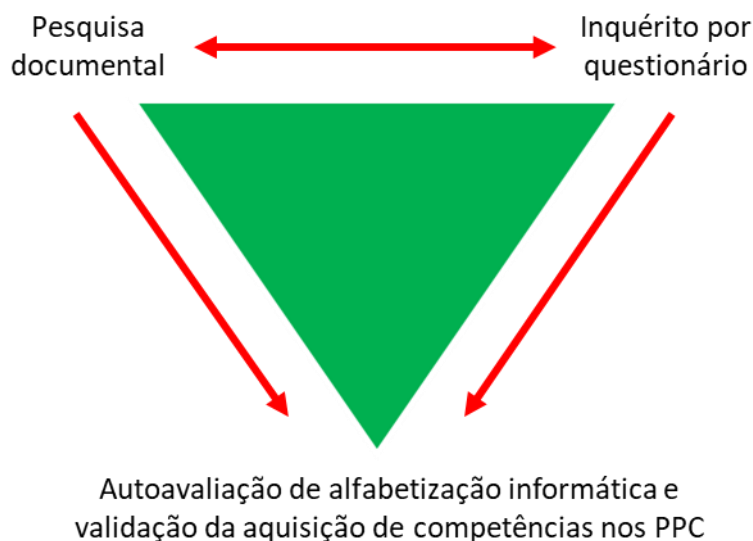 Pesquisa
documental
Inquérito por
questionário
Autoavaliação de alfabetização informática e
validação da aquisição de competências nos PPC